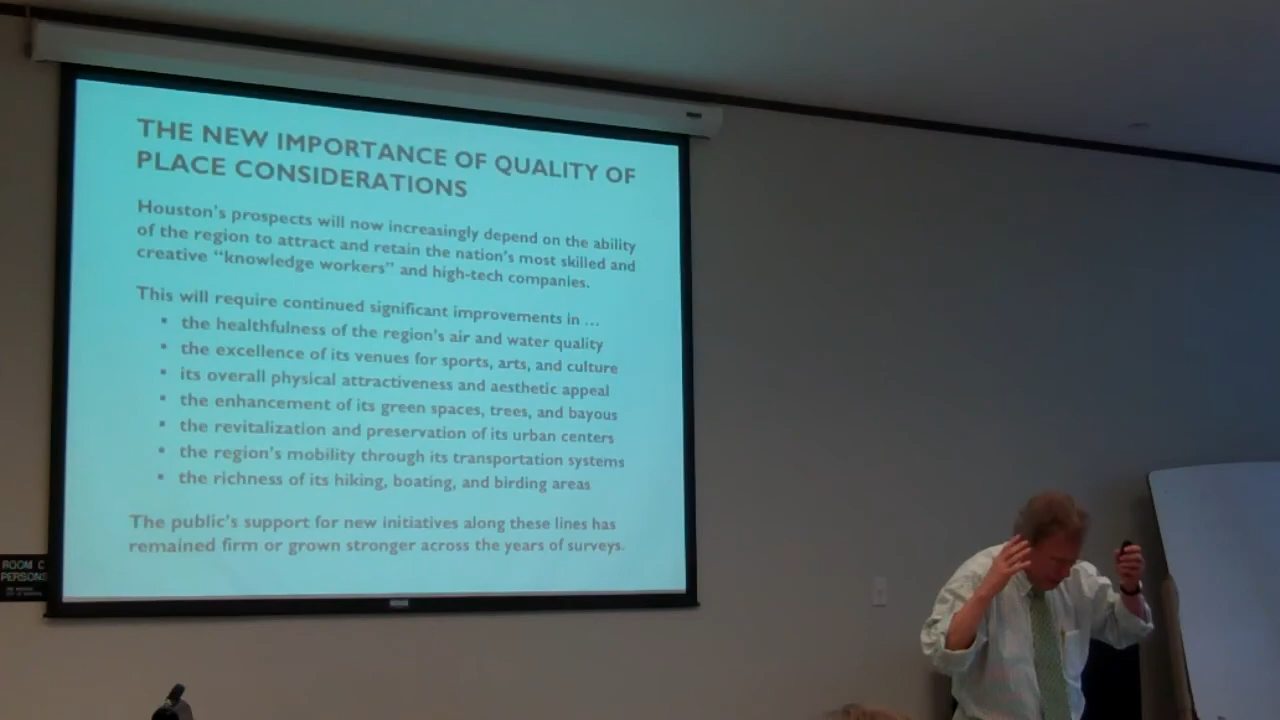 THE NEW IMPORTANCE OF QUALITY OF
PLACE CONSIDERATIONS
Houston's prospects will now increasingly depend on the ability
of the region to attract and retain the nation's most skilled and
creative "knowledge workers" and high-tech companies.
This will require continued significant improvements in …
▪ the healthfulness of the region's air and water quality
▪ the excellence of its venues for sports, arts, and culture
▪ its overall physical attractiveness and aesthetic appeal
▪ the enhancement of its green spaces, trees, and bayous
▪ the revitalization and preservation of its urban centers
▪ the region's mobility through its transportation systems
▪ the richness of its hiking, boating, and birding areas
The public's support for new initiatives along these lines has
remained firm or grown stronger across the years of surveys.
ROOM C
PERSONS